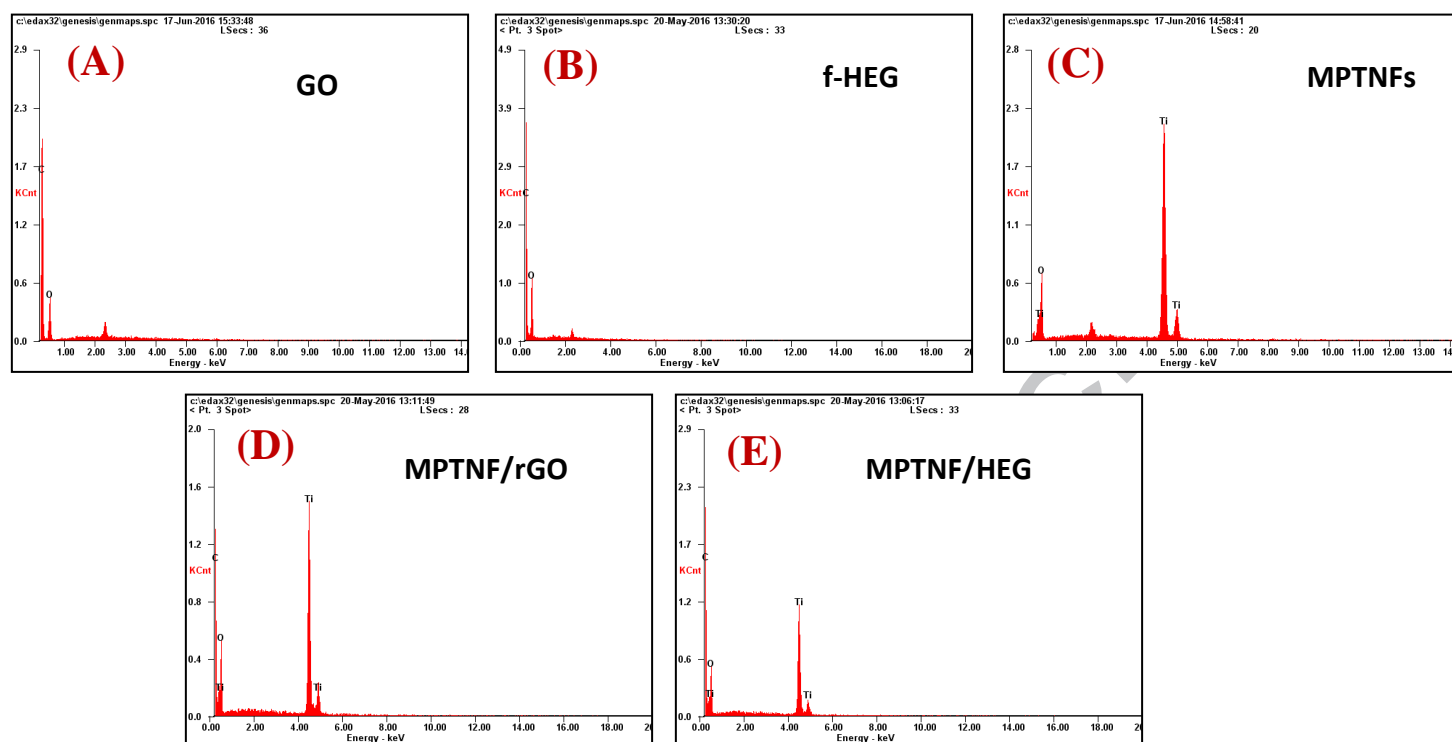 c:\edax32\genesis\genmaps.spc 17-Jun-2016 15:33:48
LSecs : 36
(A)
GO
2.9
2.3
1.7
C
KCnt
1.2
0.6
O
0.0
1.00 2.00 3.00 4.00 5.00 6.00 7.00 8.00 9.00 10.00 11.00 12.00 13.00 14.0
Energy - keV
c:\edax32\genesis\genmaps.spc 20-May-2016 13:30:20
< Pt. 3 Spot> LSecs : 33
(B)
f-HEG
4.9
3.9
2.9
KCnt C
2.0
1.0
O
0.0
0.00 2.00 4.00 6.00 8.00 10.00 12.00 14.00 16.00 18.00 20
Energy - keV
c:\edax32\genesis\genmaps.spc 17-Jun-2016 14:58:41
LSecs : 20
(C)
MPTNFs
2.8
2.3
Ti
1.7
KCnt
1.1
0.6
O
Ti
Ti
0.0
1.00 2.00 3.00 4.00 5.00 6.00 7.00 8.00 9.00 10.00 11.00 12.00 13.00 14
Energy - keV
c:\edax32\genesis\genmaps.spc 20-May-2016 13:11:49
< Pt. 3 Spot> LSecs : 28
(D)
MPTNF/rGO
2.0
1.6
Ti
1.2
C
KCnt
0.8
O
0.4
Ti
Ti
0.0
0.00 2.00 4.00 6.00 8.00 10.00 12.00 14.00 16.00 18.00 20
Energy - keV
c:\edax32\genesis\genmaps.spc 20-May-2016 13:06:17
< Pt. 3 Spot> LSecs : 33
(E)
MPTNF/HEG
2.9
2.3
1.7
C
KCnt
1.2
Ti
0.6
O
Ti
Ti
0.0
0.00 2.00 4.00 6.00 8.00 10.00 12.00 14.00 16.00 18.00 20
Energy - keV